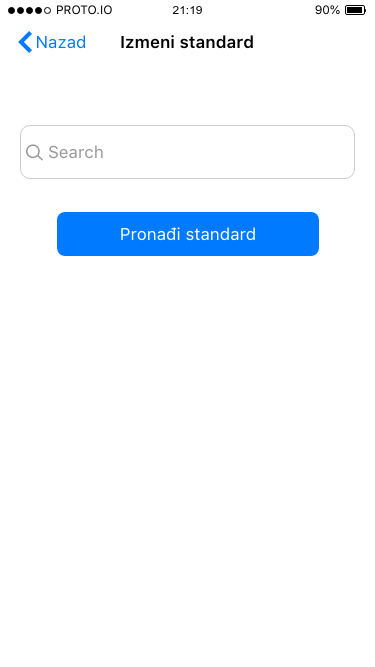 PROTO.IO 21:19 90%
Nazad Izmeni standard
Search
Pronađi standard